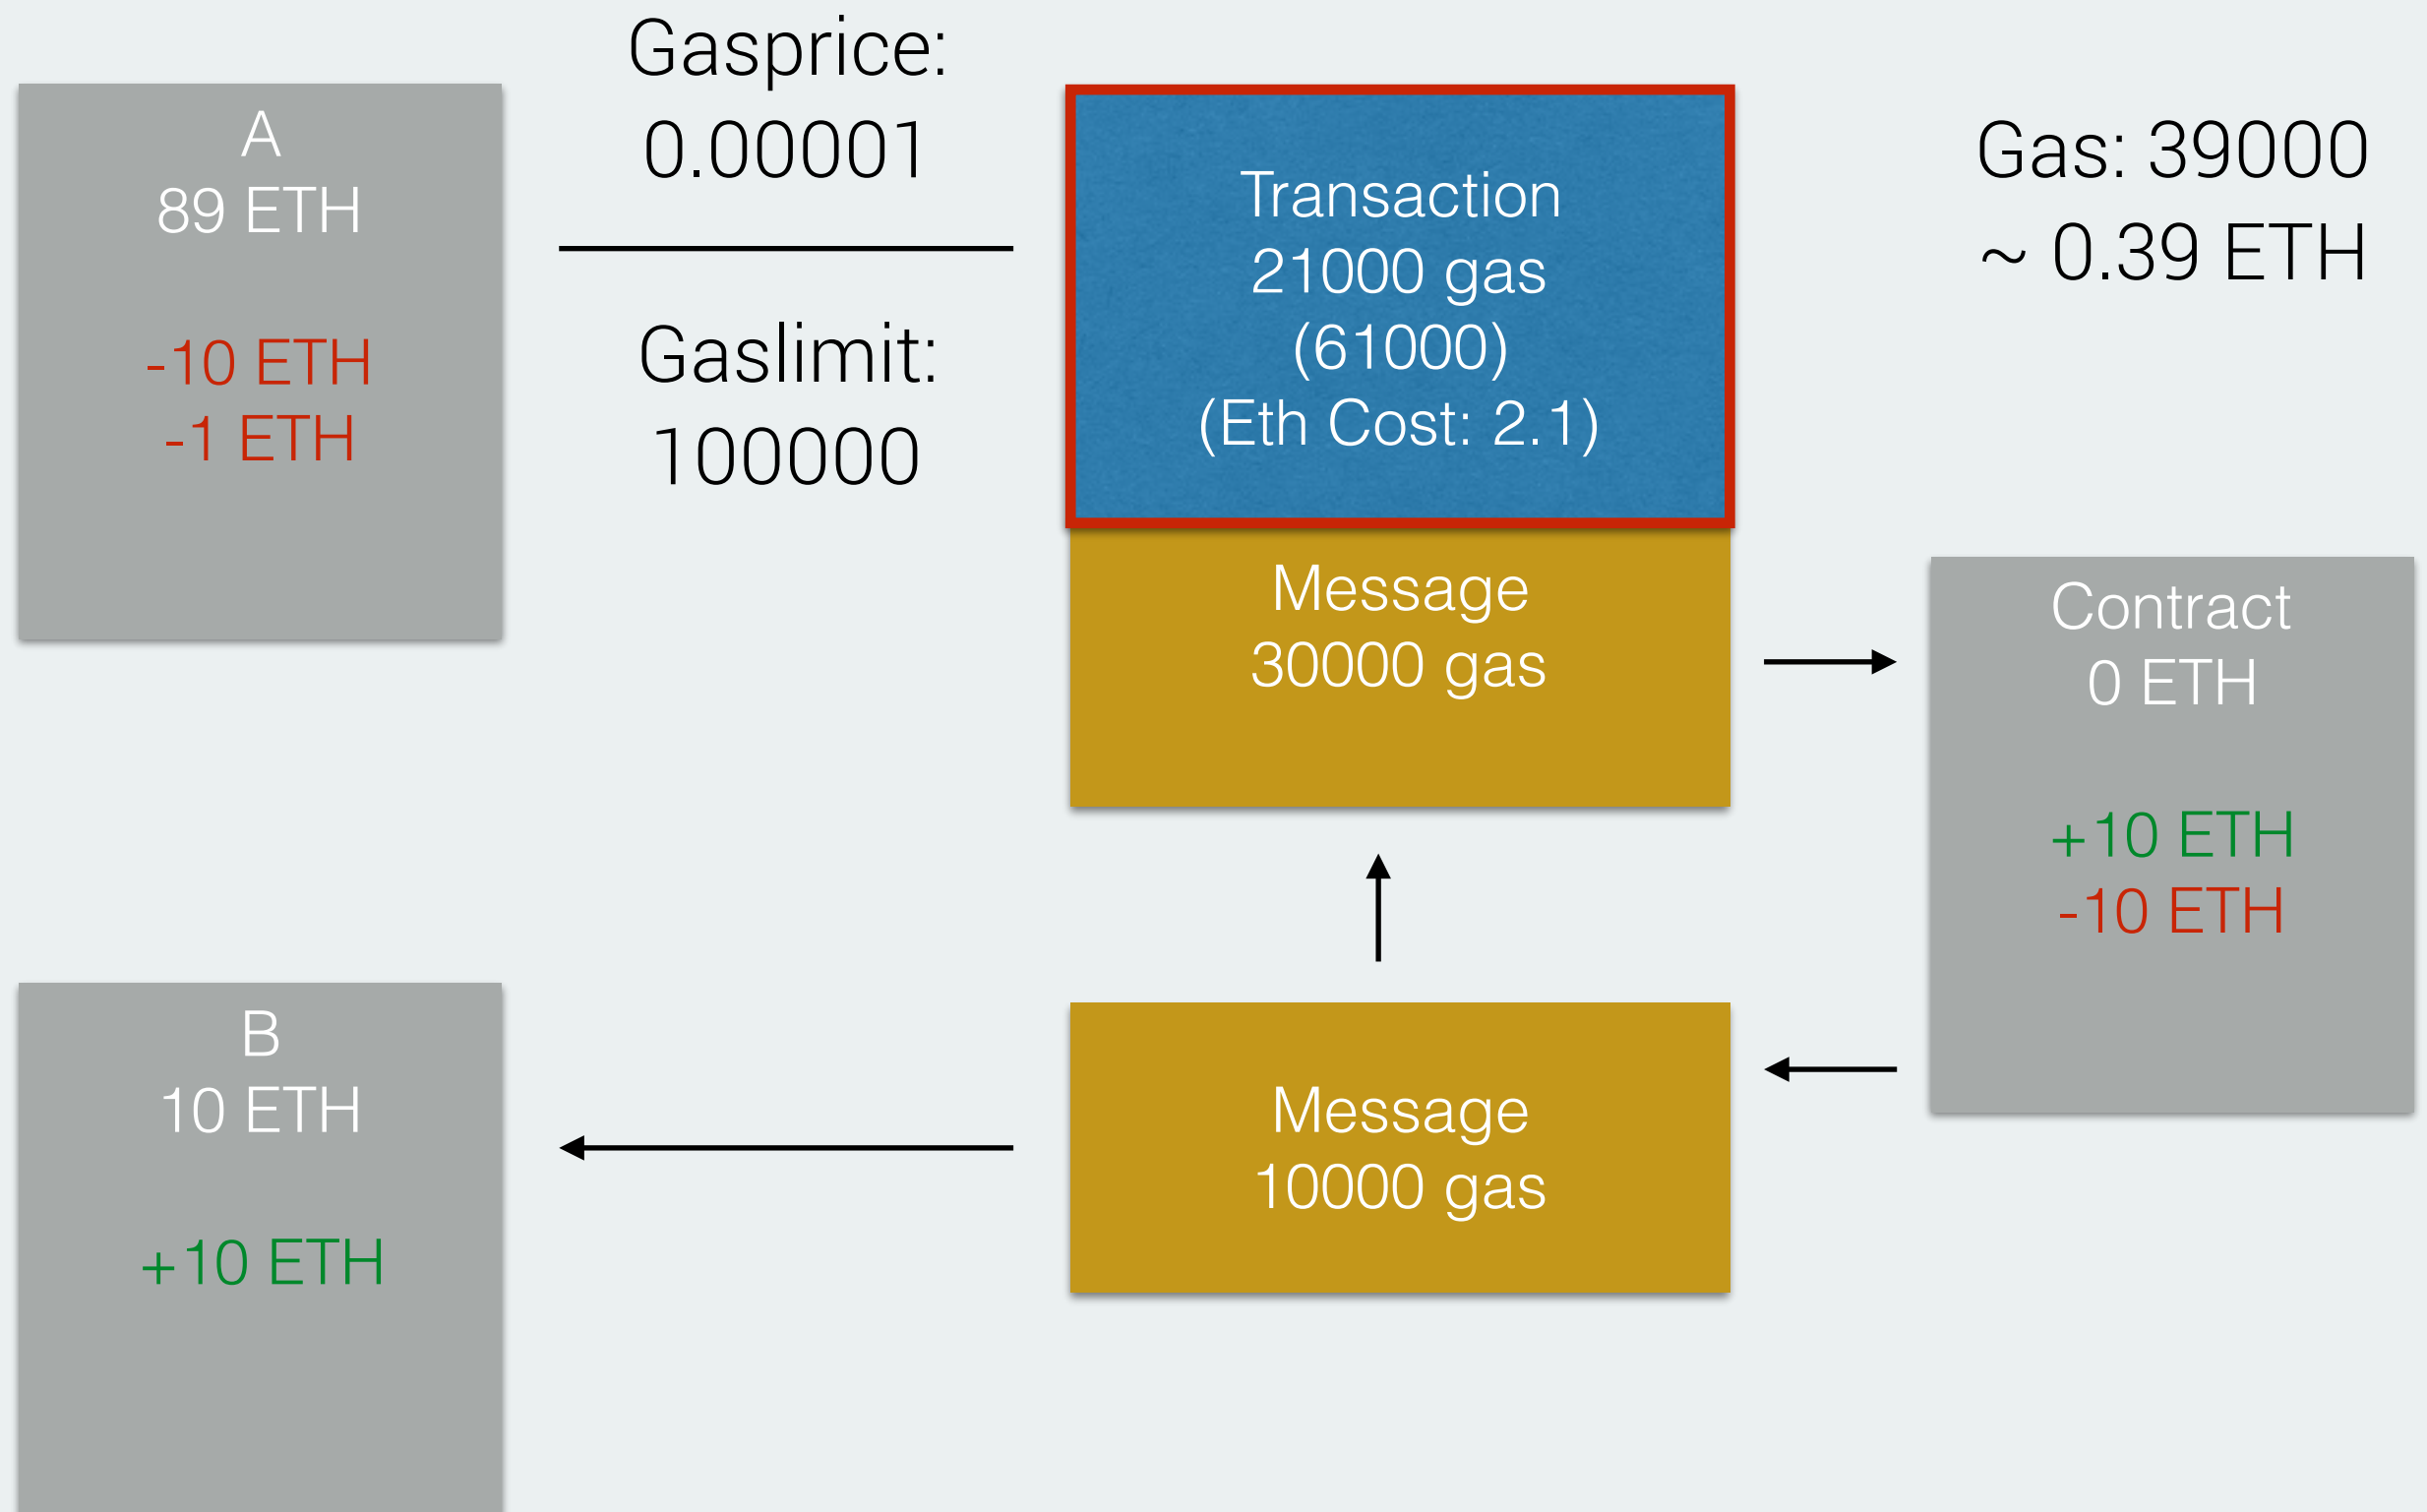 A
89 ETH
-10 ETH
-1 ETH
Gasprice:
0.00001
Gaslimit:
100000
Transaction
21000 gas
(61000)
(Eth Cost: 2.1)
Gas: 39000
~ 0.39 ETH
Message
30000 gas
Contract
0 ETH
+10 ETH
-10 ETH
B
10 ETH
+10 ETH
Message
10000 gas